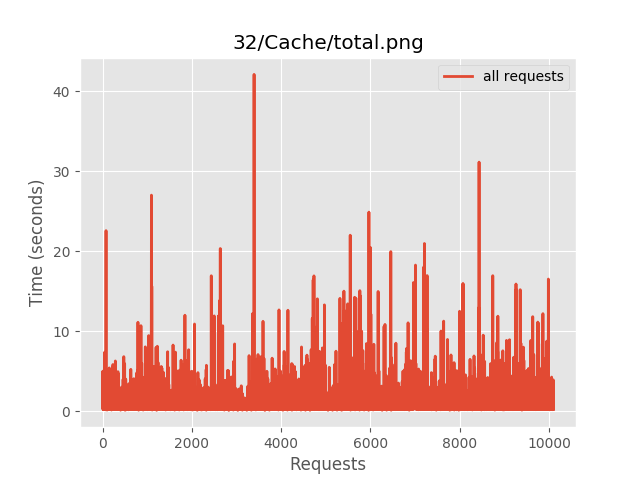 32/Cache/total.png
all requests
40
30
20
10
0
Time (seconds)
0 2000 4000 6000 8000 10000
Requests